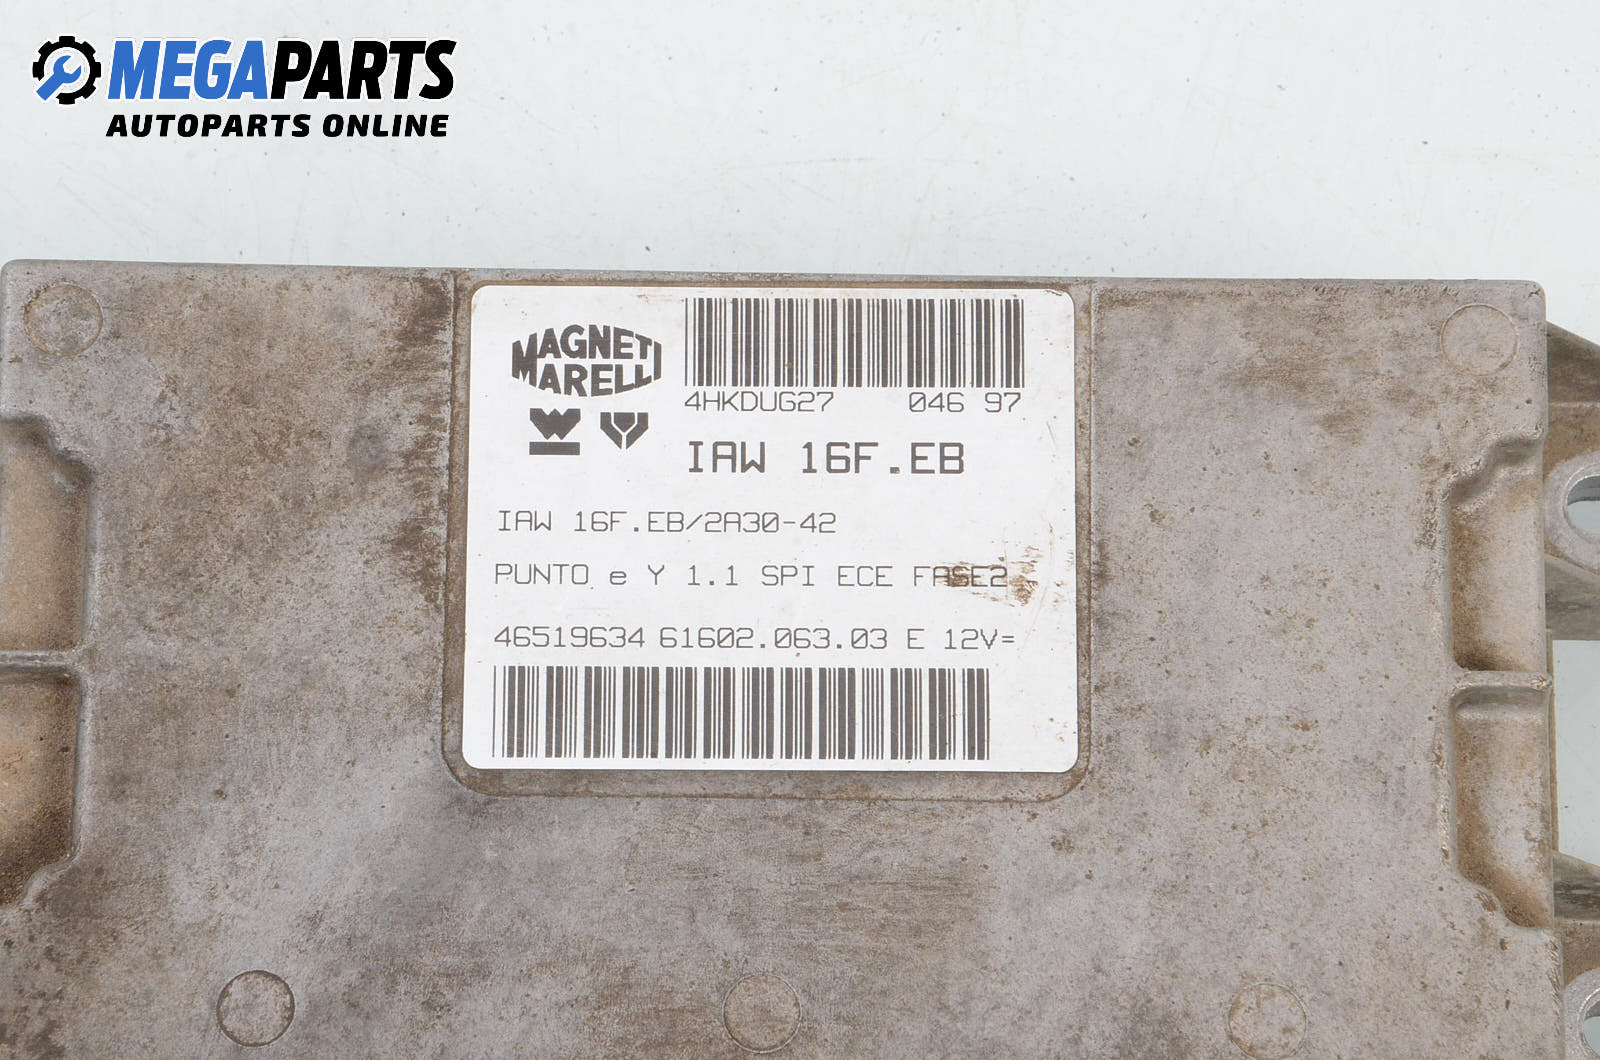 MEGAPARTS
AUTOPARTS ONLINE
MAGNETI
MARELLI
4HKDUG27 046 97
IAW 16F.EB
IAW 16F.EB/2A30-42
PUNTO e Y 1.1 SPI ECE FASE2
46519634 61602.063.03 E 12V=